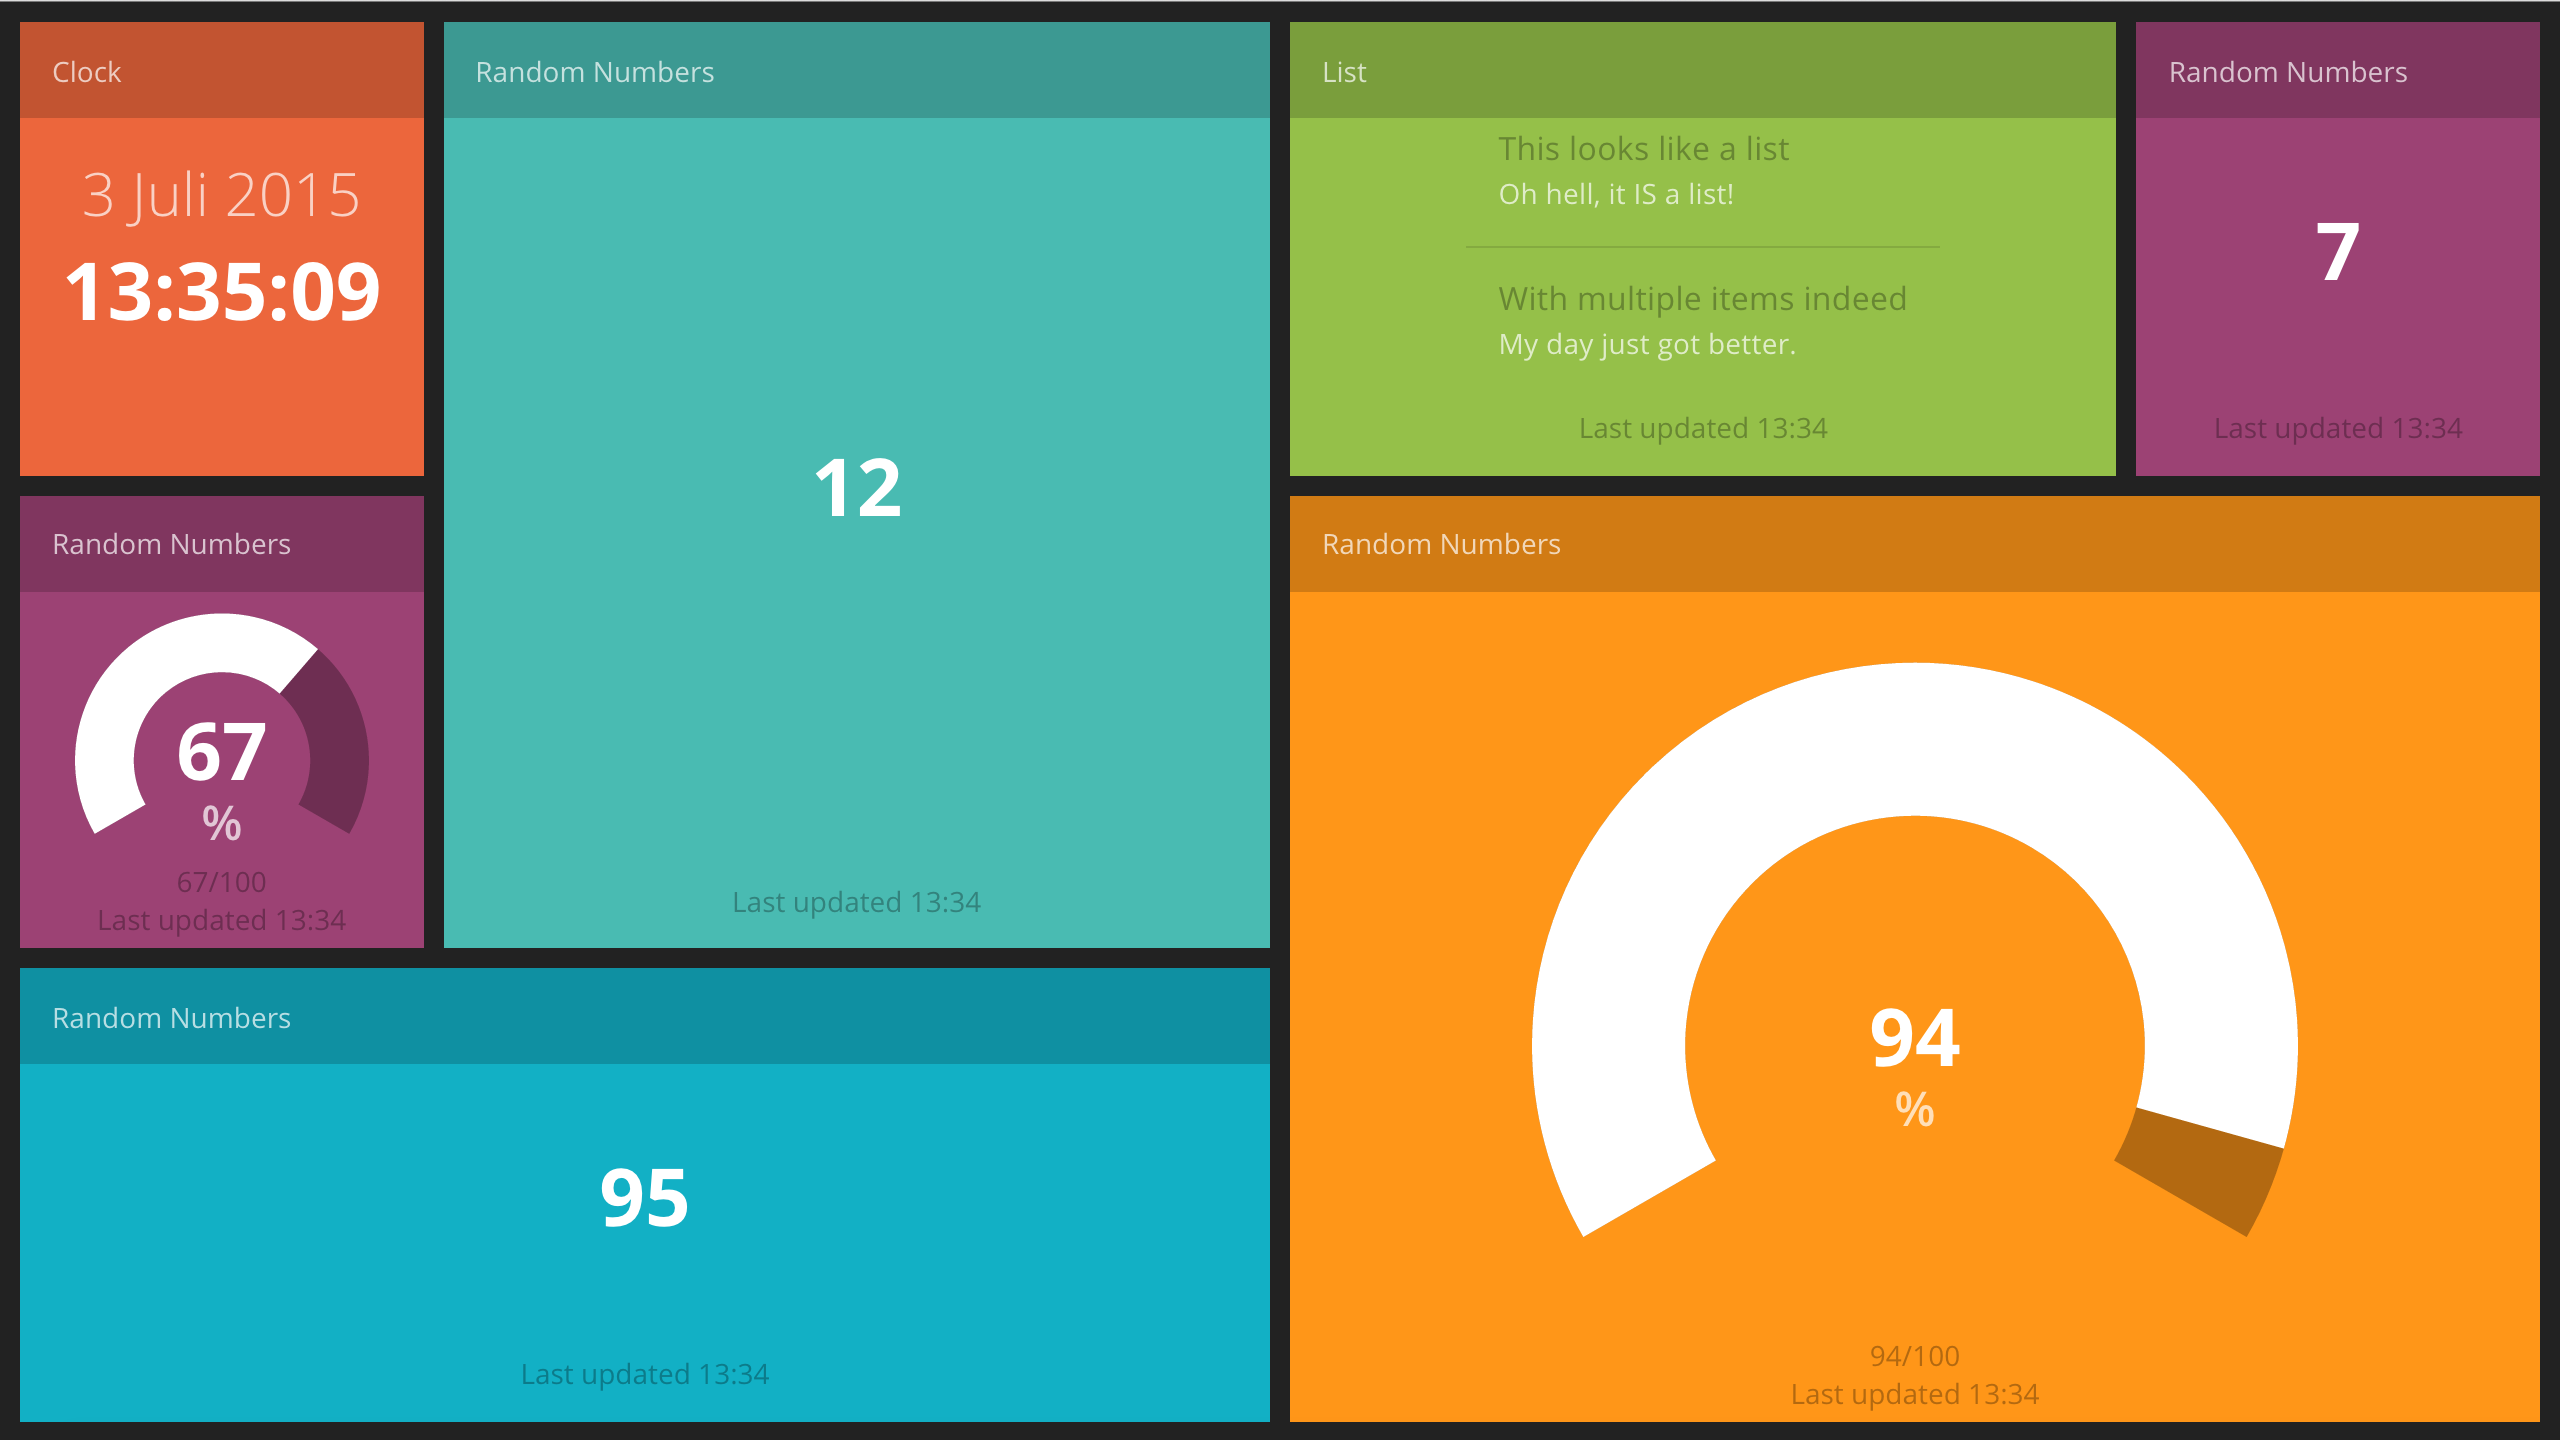 Clock
3 Juli 2015
13:35:09
Random Numbers
12
Last updated 13:34
List
This looks like a list
Oh hell, it IS a list!
With multiple items indeed
My day just got better.
Last updated 13:34
Random Numbers
7
Last updated 13:34
Random Numbers
67
%
67/100
Last updated 13:34
Random Numbers
94
%
94/100
Last updated 13:34
Random Numbers
95
Last updated 13:34